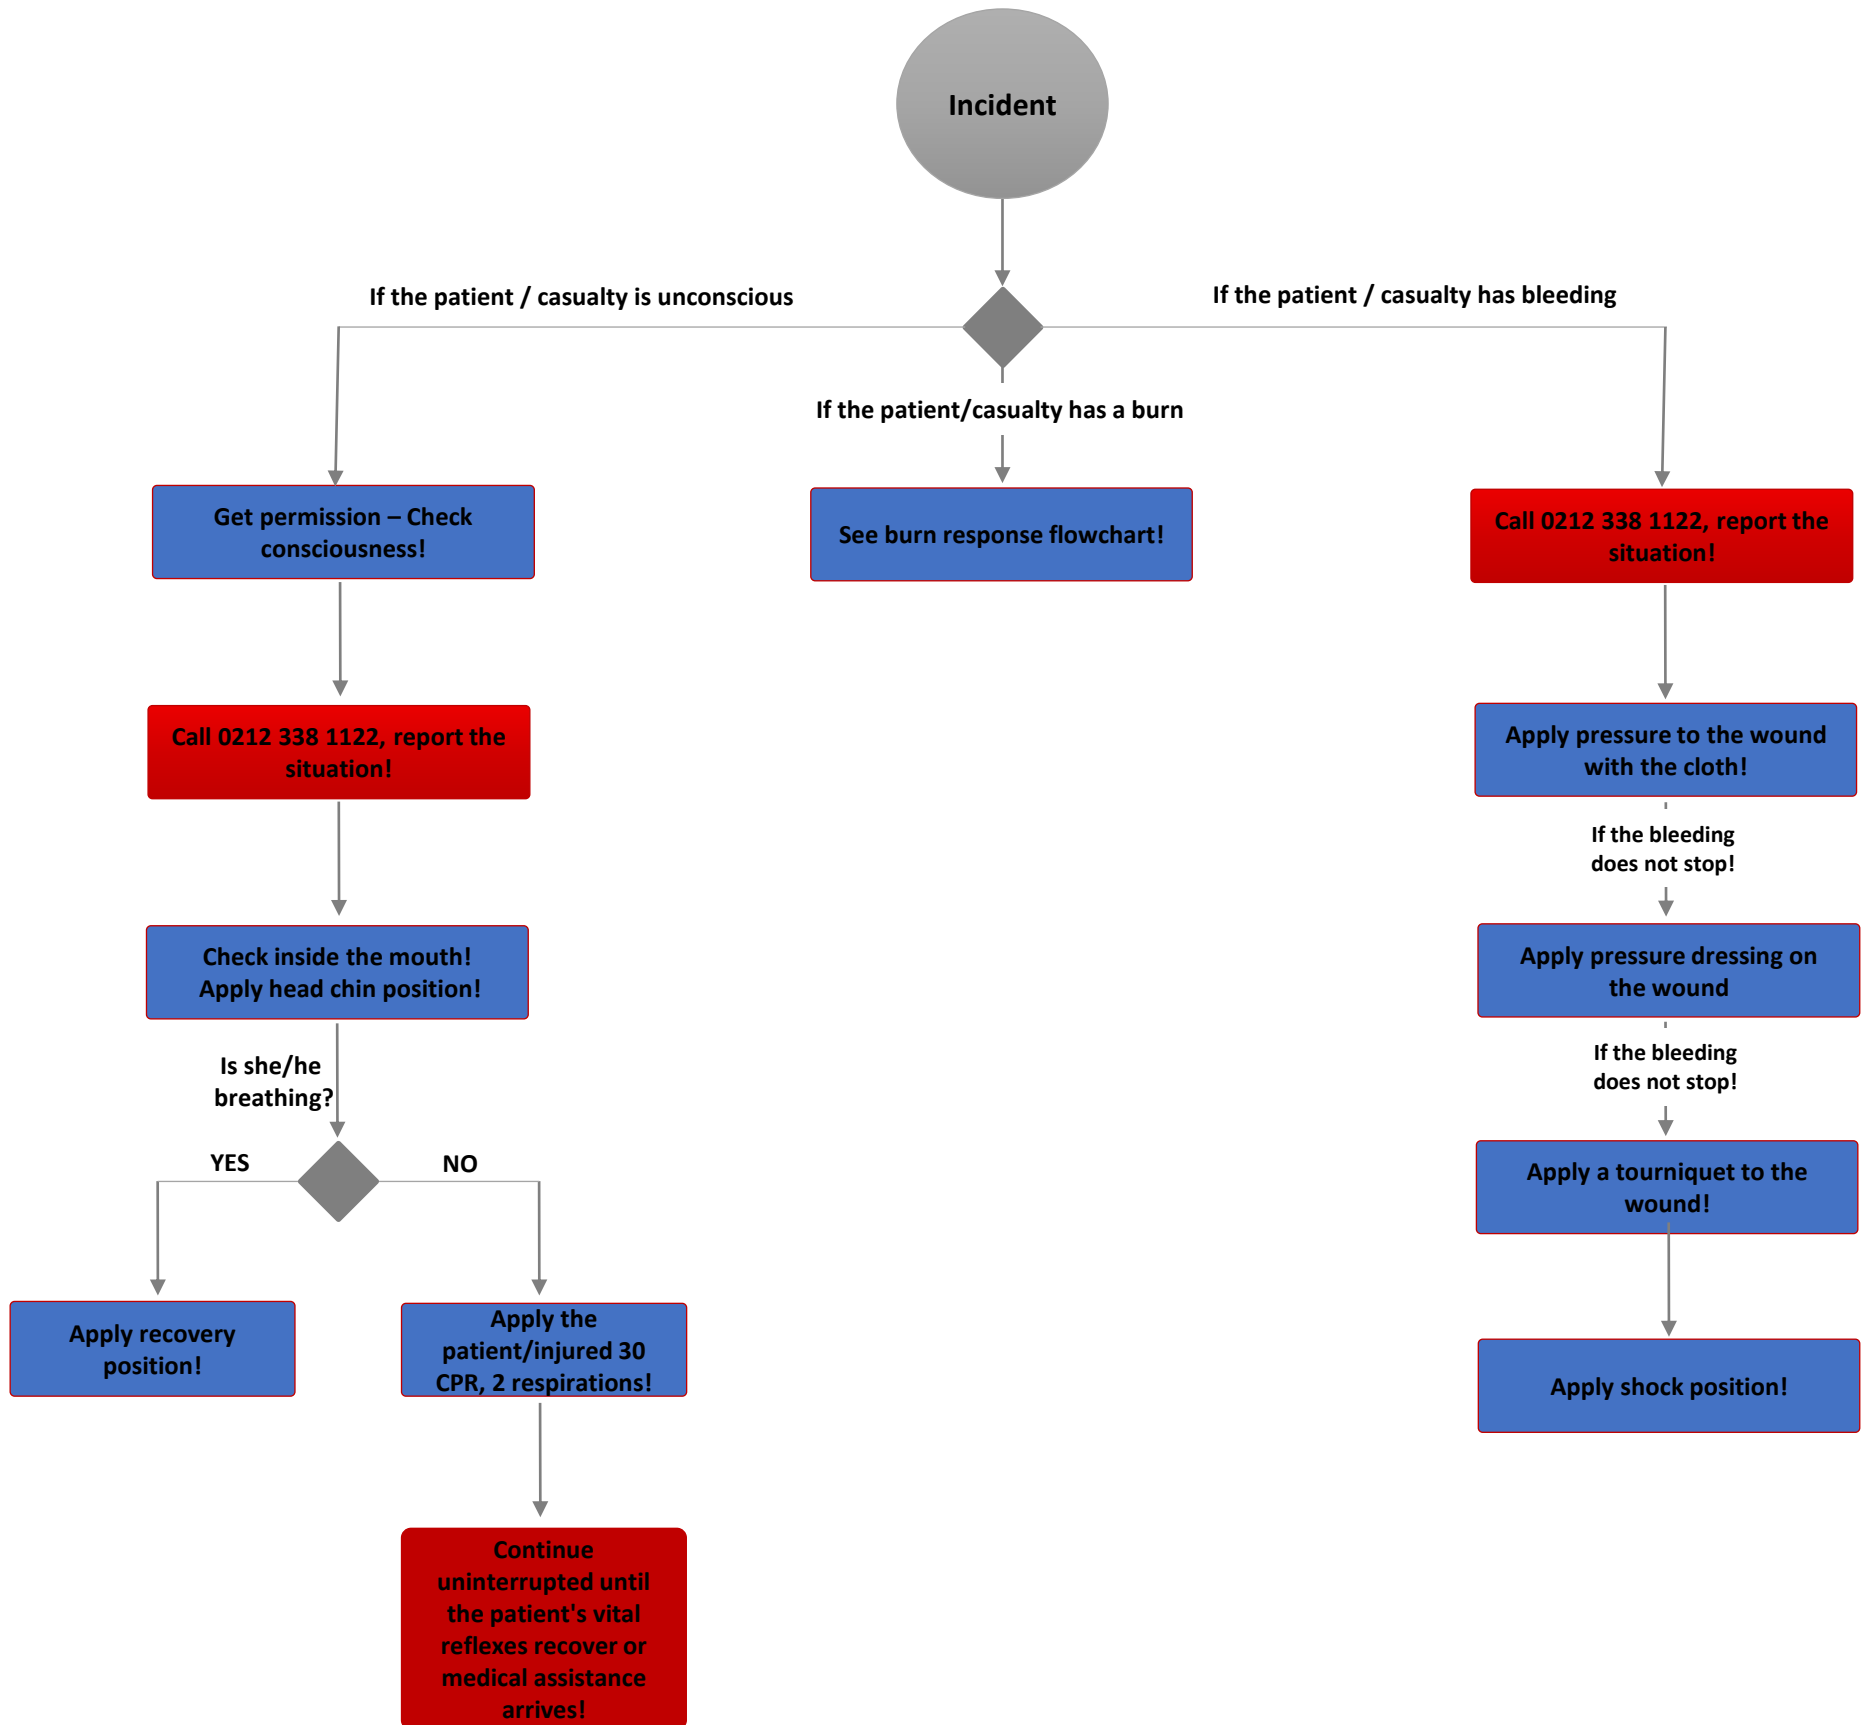 Incident
If the patient / casualty is unconscious
If the patient / casualty has bleeding
If the patient/casualty has a burn
Get permission – Check
consciousness!
See burn response flowchart!
Call 0212 338 1122, report the
situation!
Call 0212 338 1122, report the
situation!
Apply pressure to the wound
with the cloth!
If the bleeding
does not stop!
Check inside the mouth!
Apply head chin position!
Apply pressure dressing on
the wound
Is she/he
breathing?
If the bleeding
does not stop!
YES
NO
Apply a tourniquet to the
wound!
Apply recovery
position!
Apply the
patient/injured 30
CPR, 2 respirations!
Apply shock position!
Continue
uninterrupted until
the patient's vital
reflexes recover or
medical assistance
arrives!